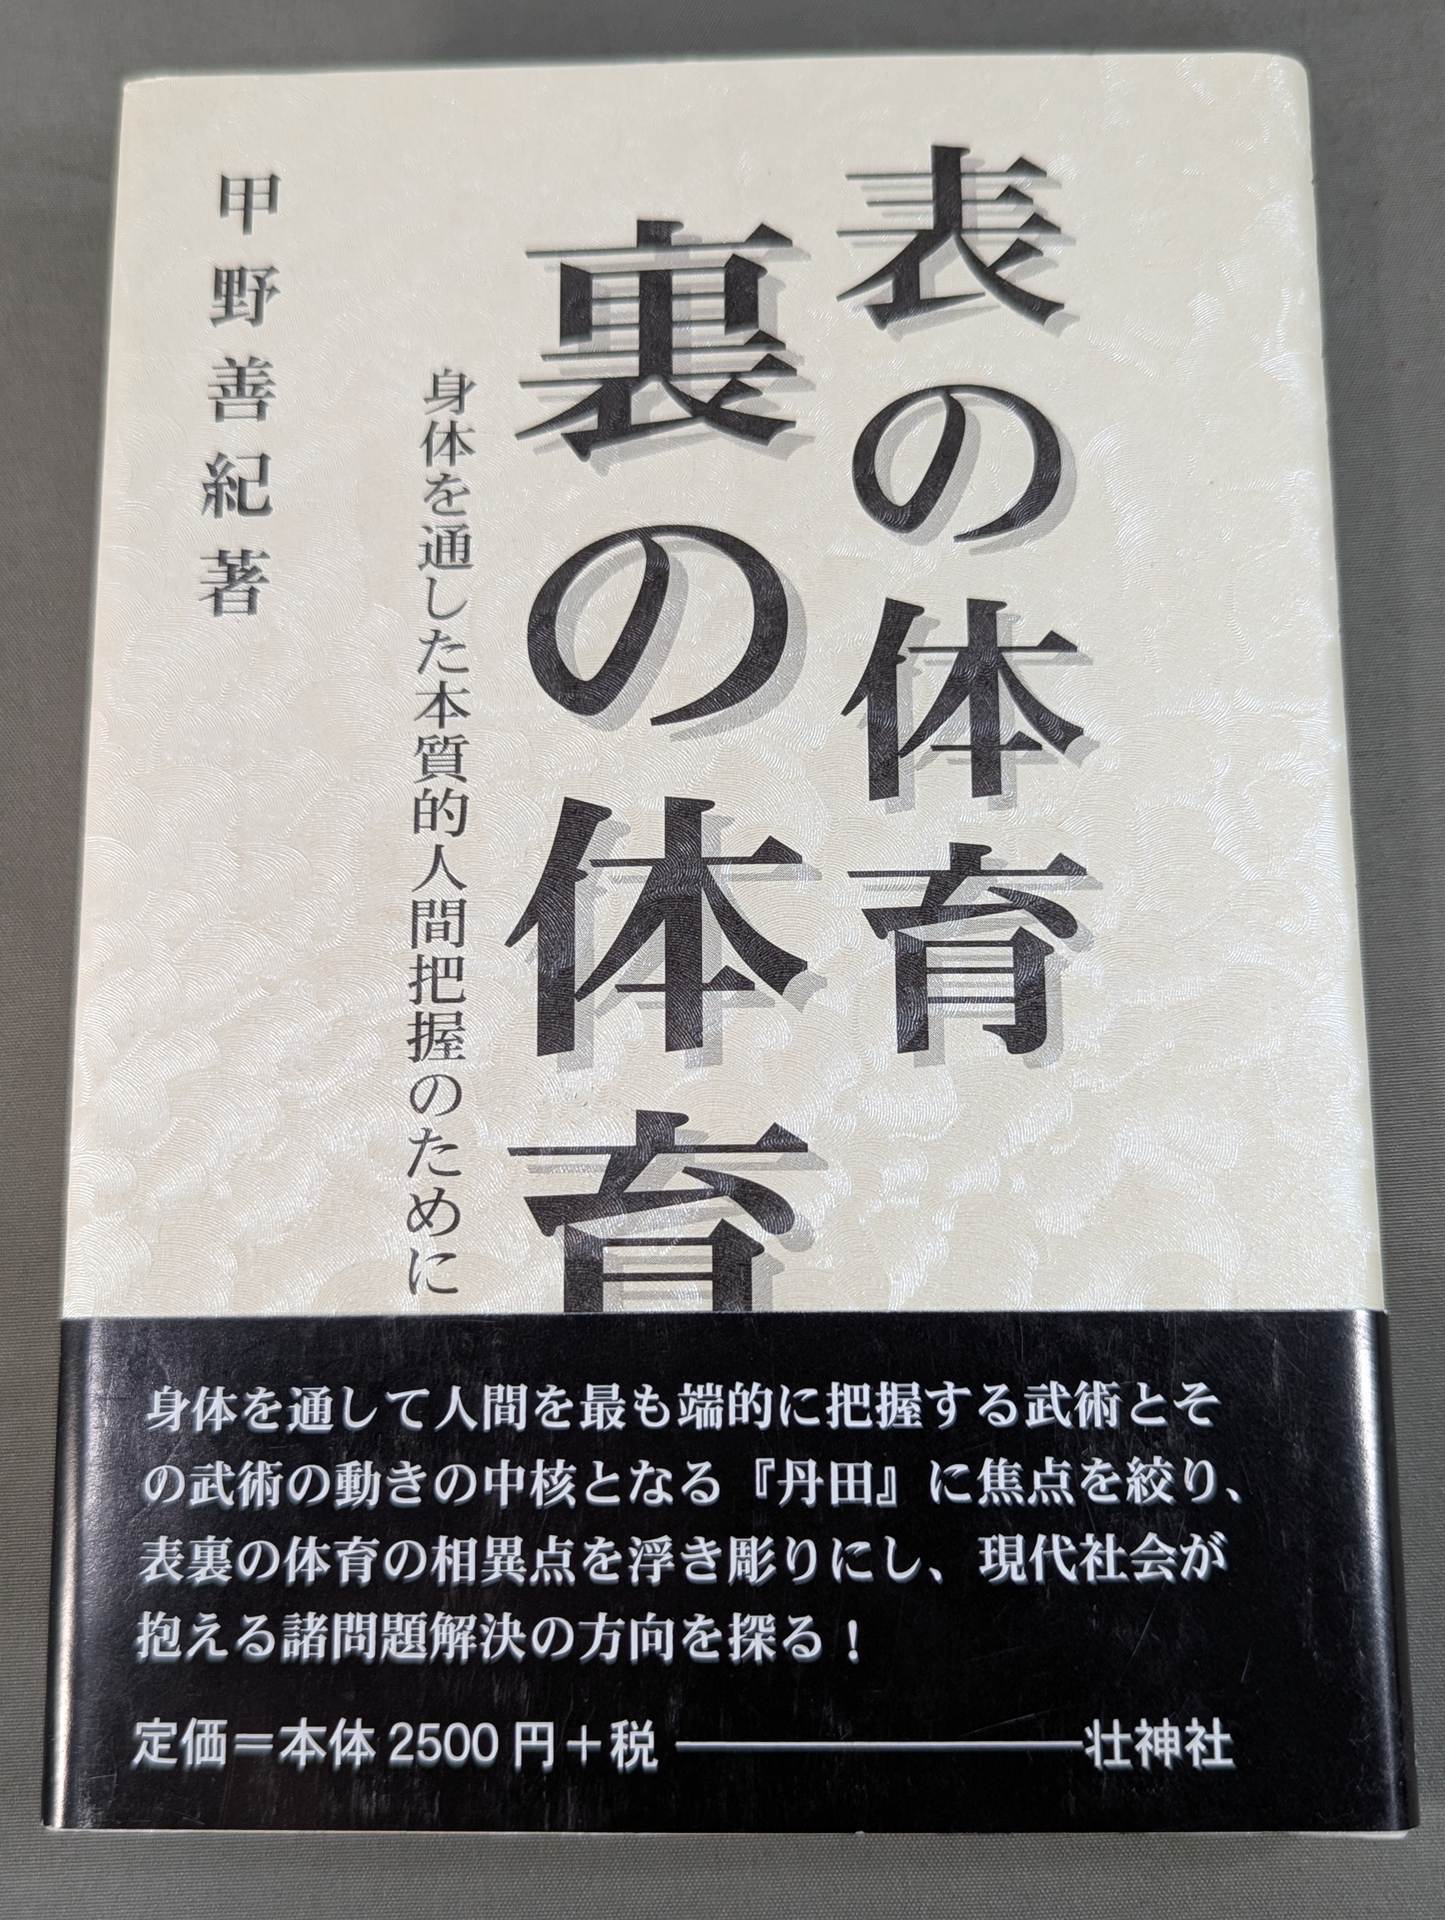 表の体育
裏の体育
身体を通した本質的人間把握のために
甲野善紀著
身体を通して人間を最も端的に把握する武術とそ
の武術の動きの中核となる『丹田』に焦点を絞り、
表裏の体育の相異点を浮き彫りにし、現代社会が
抱える諸問題解決の方向を探る!
定価=本体2500円+税 ――――― 壮神社